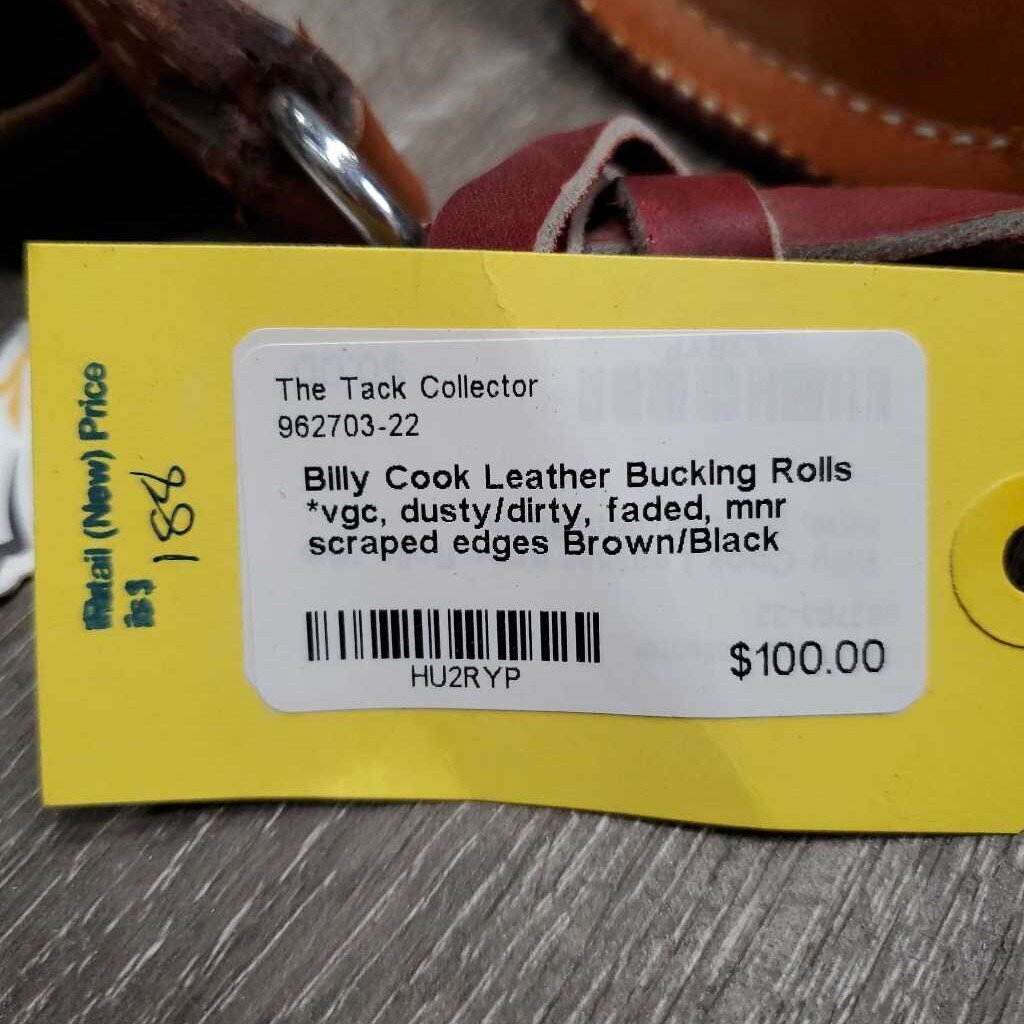 The Tack Collector
962703-22
Billy Cook Leather Bucking Rolls
*vgc, dusty/dirty, faded, mnr
scraped edges Brown/Black
HU2RYP
$100.00
Retail (New) Price
is $
188